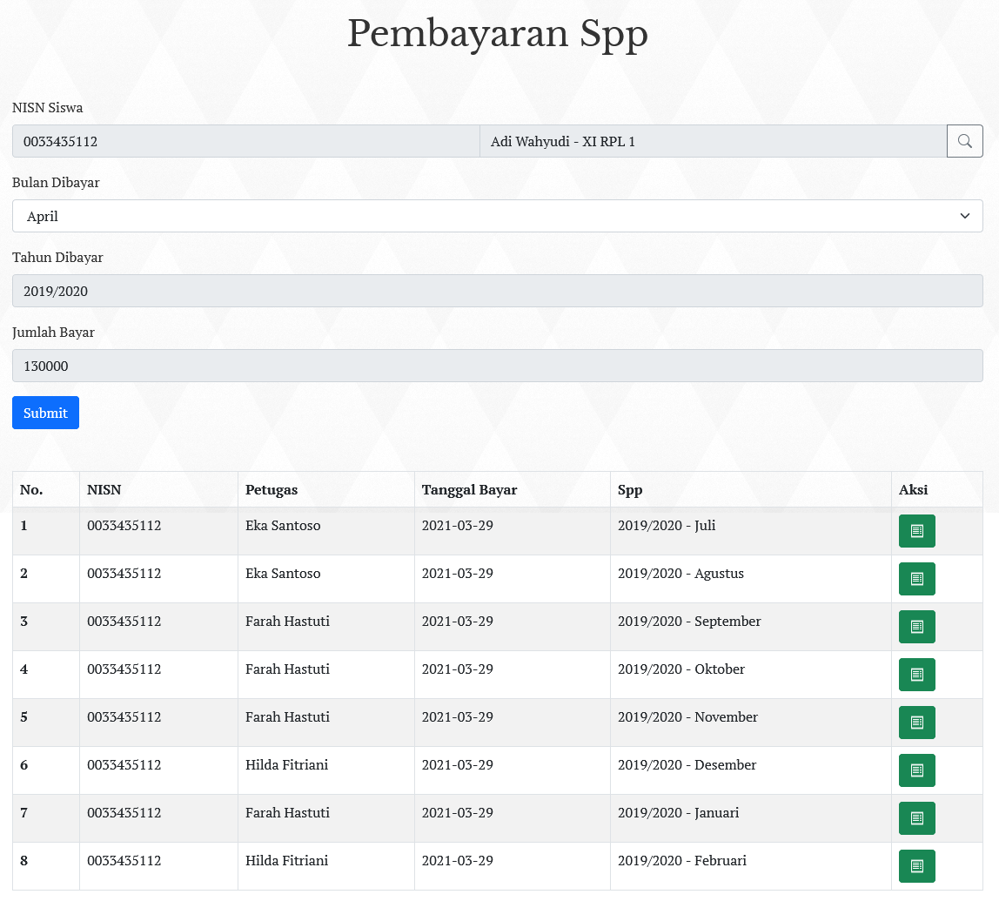 Pembayaran Spp
NISN Siswa
0033435112 Adi Wahyudi - XI RPL 1
Bulan Dibayar
April
Tahun Dibayar
2019/2020
Jumlah Bayar
130000
Submit
No. NISN Petugas Tanggal Bayar Spp Aksi
1 0033435112 Eka Santoso 2021-03-29 2019/2020 - Juli
2 0033435112 Eka Santoso 2021-03-29 2019/2020 - Agustus
3 0033435112 Farah Hastuti 2021-03-29 2019/2020 - September
4 0033435112 Farah Hastuti 2021-03-29 2019/2020 - Oktober
5 0033435112 Farah Hastuti 2021-03-29 2019/2020 - November
6 0033435112 Hilda Fitriani 2021-03-29 2019/2020 - Desember
7 0033435112 Farah Hastuti 2021-03-29 2019/2020 - Januari
8 0033435112 Hilda Fitriani 2021-03-29 2019/2020 - Februari